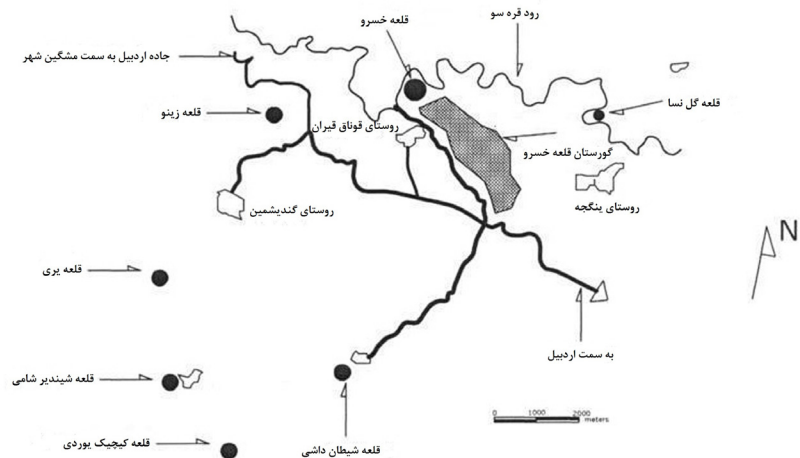 قلعه خسرو
رود قره سو
جاده اردبیل به سمت مشگین شهر
قلعه گل نسا
قلعه زینو
روستای قوناق قیران
گورستان قلعه خسرو
روستای گندیشمین
روستای ینگجه
N
قلعه یری
به سمت اردبیل
قلعه شیندیر شامی
0 1000 2000
meters
قلعه کیچیک یوردی
قلعه شیطان داشی